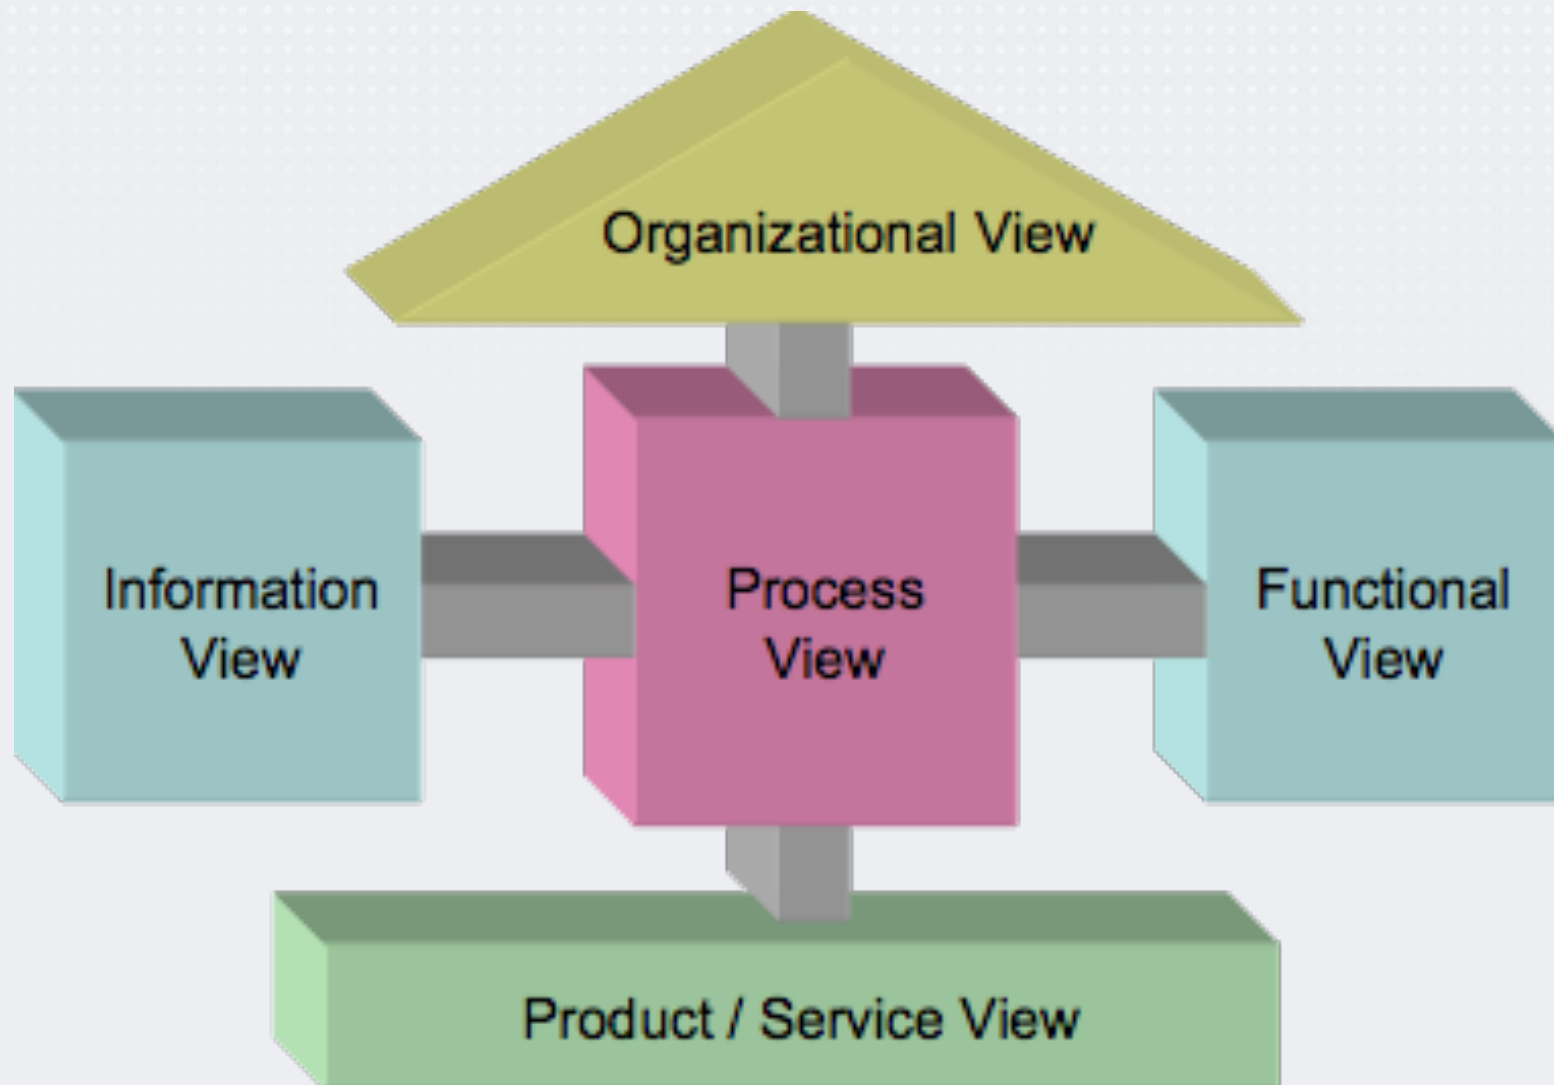 Organizational View
Information
View
Process
View
Functional
View
Product / Service View